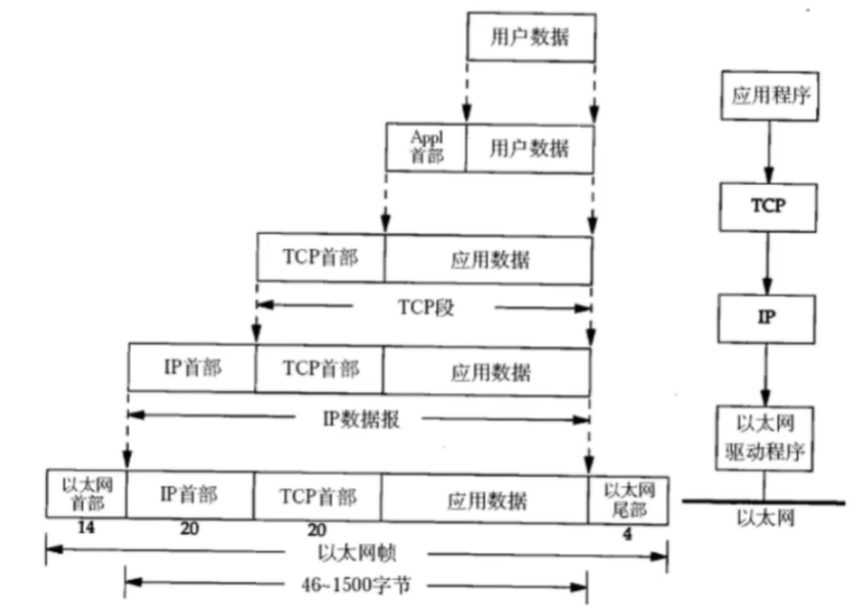 用户数据
应用程序
Appl
首部
用户数据
TCP
TCP首部
应用数据
TCP段
IP
IP首部
TCP首部
应用数据
IP数据报
以太网
驱动程序
以太网
首部
IP首部
TCP首部
应用数据
以太网
尾部
以太网
14
20
20
4
以太网帧
46~1500字节